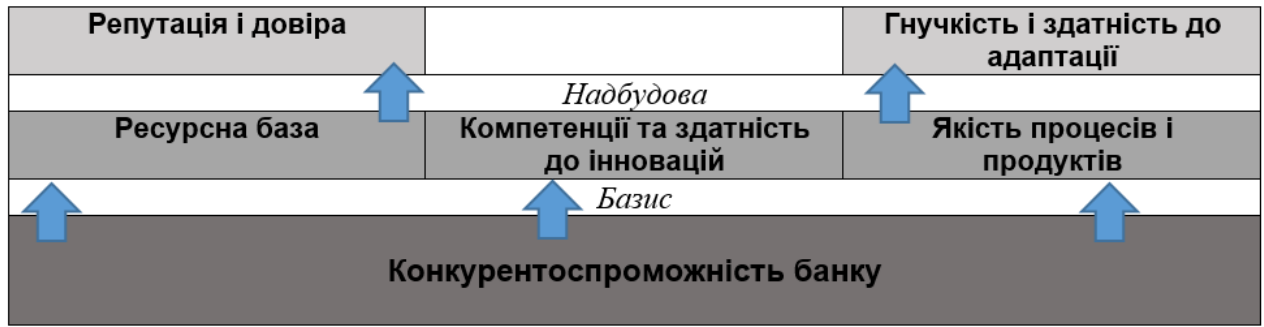 Репутація і довіра
Гнучкість і здатність до
адаптації
Надбудова
Ресурсна база
Компетенції та здатність
до інновацій
Якість процесів і
продуктів
Базис
Конкурентоспроможність банку